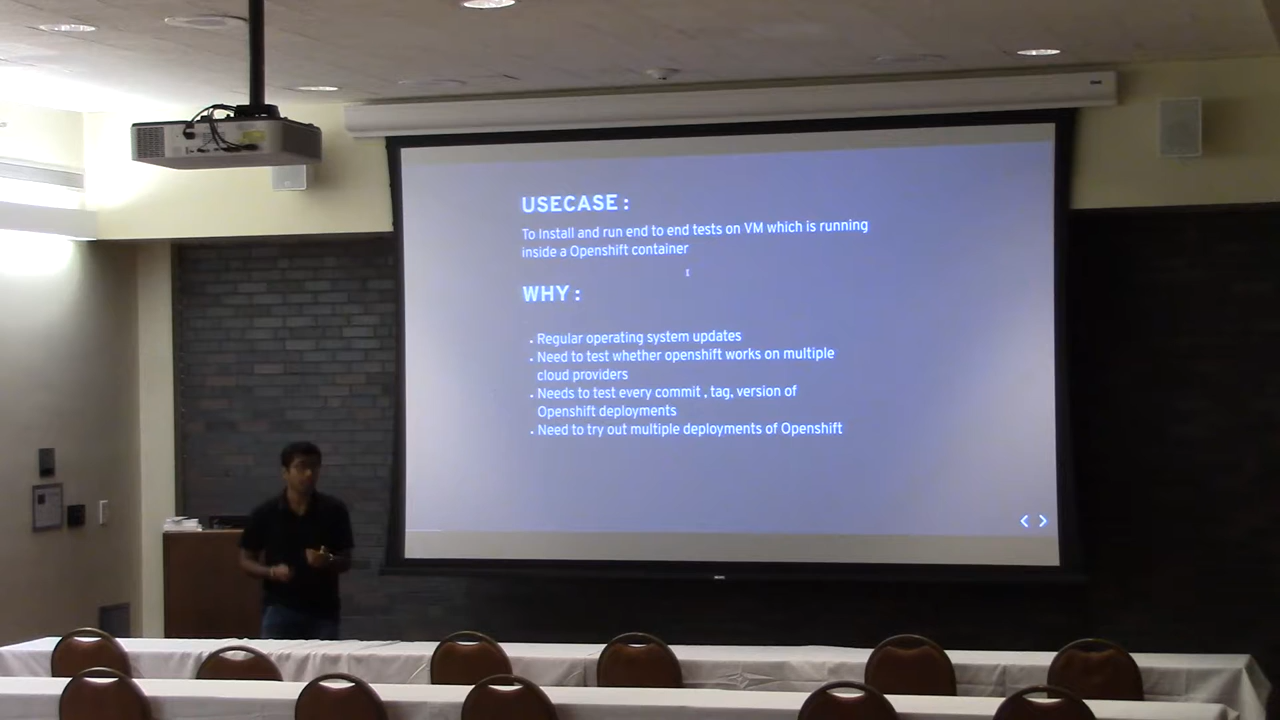 USECASE :
To Install and run end to end tests on VM which is running
inside a Openshift container
WHY :
• Regular operating system updates
• Need to test whether openshift works on multiple
cloud providers
• Needs to test every commit , tag, version of
Openshift deployments
• Need to try out multiple deployments of Openshift